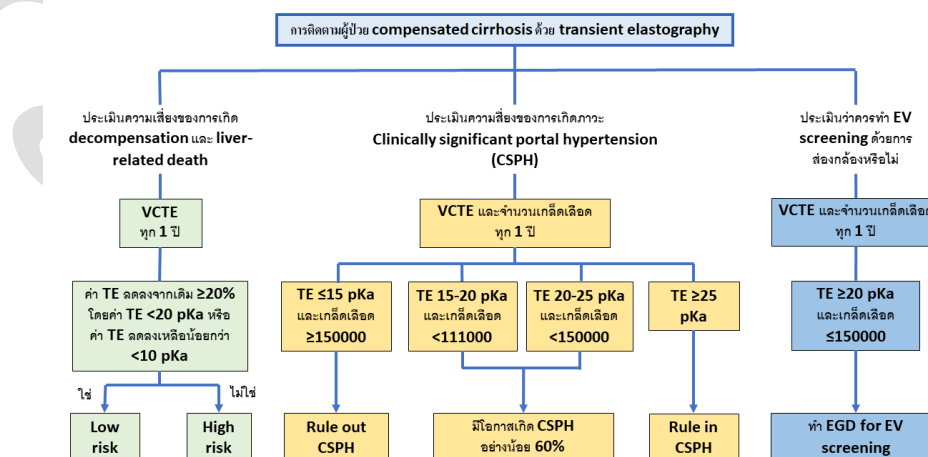 การติดตามผู้ป่วย compensated cirrhosis ด้วย transient elastography
ประเมินความเสี่ยงของการเกิด
decompensation และ liver-
related death
ประเมินความเสี่ยงของการเกิดภาวะ
Clinically significant portal hypertension
(CSPH)
ประเมินว่าควรทำ EV
screening ด้วยการ
ส่องกล้องหรือไม่
VCTE
ทุก 1 ปี
VCTE และจำนวนเกล็ดเลือด
ทุก 1 ปี
VCTE และจำนวนเกล็ดเลือด
ทุก 1 ปี
ค่า TE ลดลงจากเดิม ≥20%
โดยค่า TE <20 pKa หรือ
ค่า TE ลดลงเหลือน้อยกว่า
<10 pKa
TE ≤15 pKa
และเกล็ดเลือด
≥150000
TE 15-20 pKa
และเกล็ดเลือด
<111000
TE 20-25 pKa
และเกล็ดเลือด
<150000
TE ≥25
pKa
TE ≥20 pKa
และเกล็ดเลือด
≤150000
ใช่
ไม่ใช่
Low
risk
High
risk
Rule out
CSPH
มีโอกาสเกิด CSPH
อย่างน้อย 60%
Rule in
CSPH
ทำ EGD for EV
screening